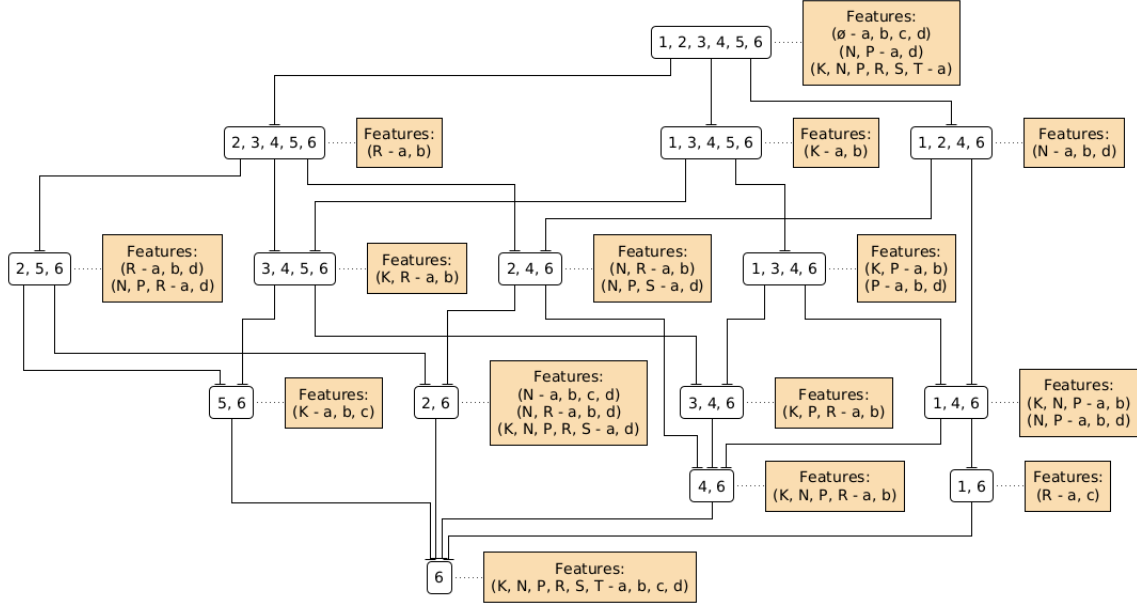 1, 2, 3, 4, 5, 6
Features:
(ø - a, b, c, d)
(N, P - a, d)
(K, N, P, R, S, T - a)
2, 3, 4, 5, 6
Features:
(R - a, b)
1, 3, 4, 5, 6
Features:
(K - a, b)
1, 2, 4, 6
Features:
(N - a, b, d)
2, 5, 6
Features:
(R - a, b, d)
(N, P, R - a, d)
3, 4, 5, 6
Features:
(K, R - a, b)
2, 4, 6
Features:
(N, R - a, b)
(N, P, S - a, d)
1, 3, 4, 6
Features:
(K, P - a, b)
(P - a, b, d)
5, 6
Features:
(K - a, b, c)
2, 6
Features:
(N - a, b, c, d)
(N, R - a, b, d)
(K, N, P, R, S - a, d)
3, 4, 6
Features:
(K, P, R - a, b)
1, 4, 6
Features:
(K, N, P - a, b)
(N, P - a, b, d)
4, 6
Features:
(K, N, P, R - a, b)
1, 6
Features:
(R - a, c)
6
Features:
(K, N, P, R, S, T - a, b, c, d)